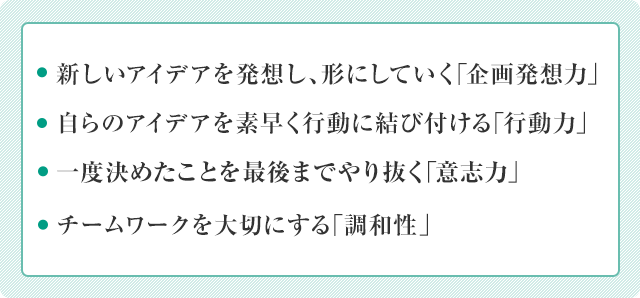 ● 新しいアイデアを発想し、形にしていく「企画発想力」
● 自らのアイデアを素早く行動に結び付ける「行動力」
● 一度決めたことを最後までやり抜く「意志力」
● チームワークを大切にする「調和性」